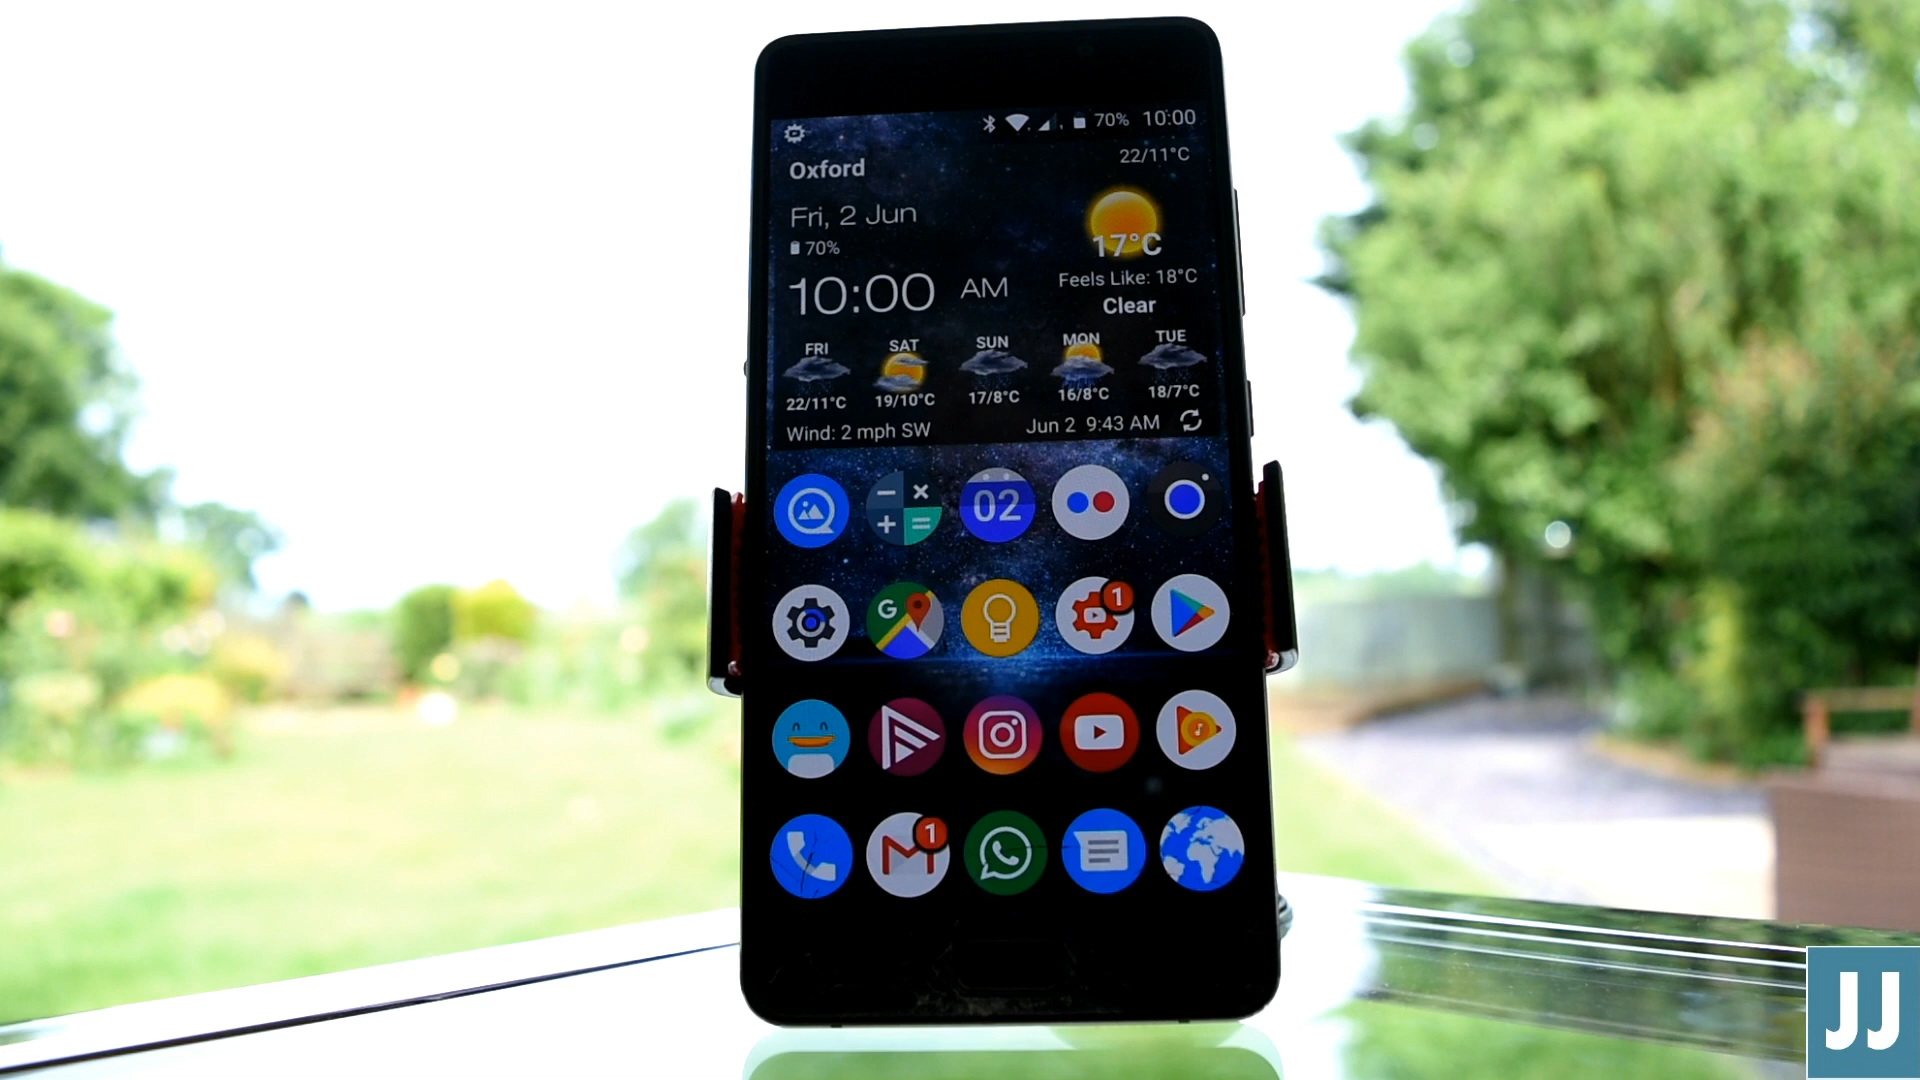 70% 10:00
Oxford
22/11°C
Fri, 2 Jun
70%
17°C
Feels Like: 18°C
10:00 AM
Clear
FRI SAT SUN MON TUE
22/11°C 19/10°C 17/8°C 16/8°C 18/7°C
Wind: 2 mph SW
Jun 2 9:43 AM
02
G
1
1
JJ